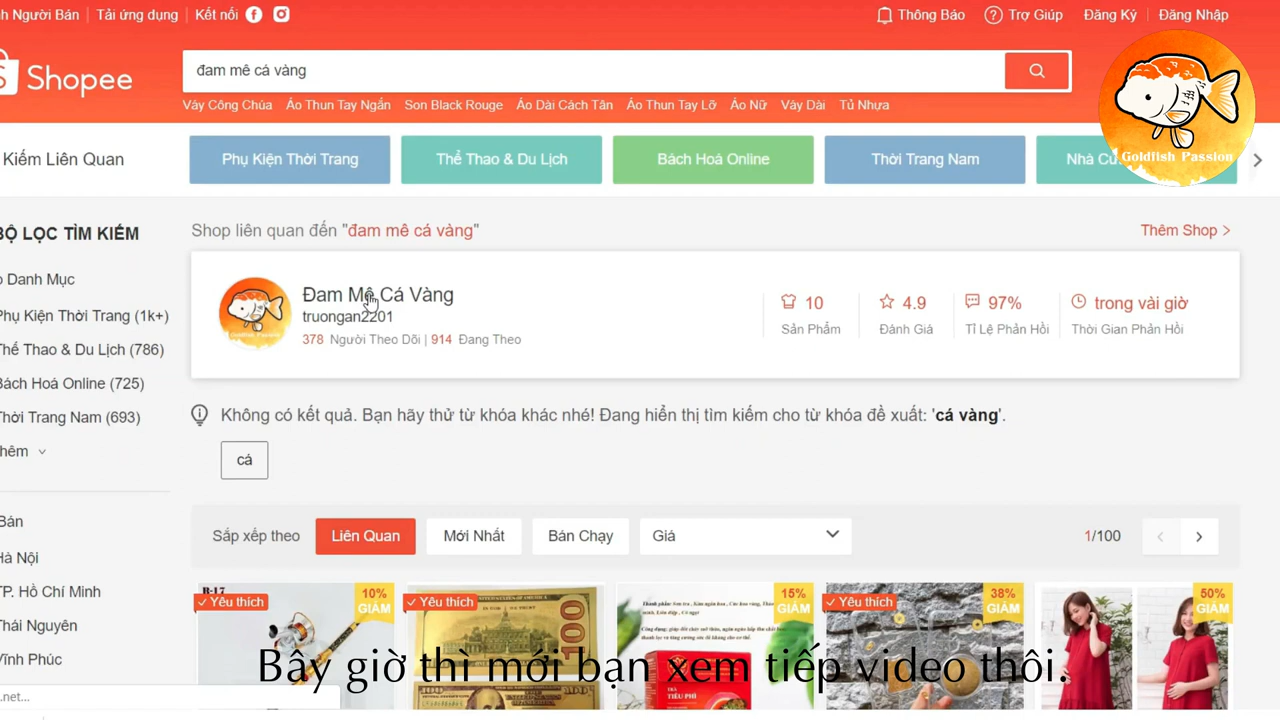 nh Người Bán | Tải ứng dụng | Kết nối
Thông Báo
Trợ Giúp
Đăng Ký | Đăng Nhập
Shopee
đam mê cá vàng
Váy Công Chúa Áo Thun Tay Ngắn Son Black Rouge Áo Dài Cách Tân Áo Thun Tay Lỡ Áo Nữ Váy Dài Tủ Nhựa
Goldfish Passion
Kiếm Liên Quan
Phụ Kiện Thời Trang
Thể Thao & Du Lịch
Bách Hoá Online
Thời Trang Nam
Nhà Cử
BỘ LỌC TÌM KIẾM
o Danh Mục
Phụ Kiện Thời Trang (1k+)
Thể Thao & Du Lịch (786)
Bách Hoá Online (725)
Thời Trang Nam (693)
hêm
Bán
Hà Nội
TP. Hồ Chí Minh
Thái Nguyên
Vĩnh Phúc
.net...
Shop liên quan đến "đam mê cá vàng"
Thêm Shop >
Đam Mê Cá Vàng
truongan2201
378 Người Theo Dõi | 914 Đang Theo
10
Sản Phẩm
4.9
Đánh Giá
97%
Tỉ Lệ Phản Hồi
trong vài giờ
Thời Gian Phản Hồi
Không có kết quả. Bạn hãy thử từ khóa khác nhé! Đang hiển thị tìm kiếm cho từ khóa đề xuất: 'cá vàng'.
cá
Sắp xếp theo
Liên Quan
Mới Nhất
Bán Chạy
Giá
1/100
B-17
Yêu thích
10%
GIẢM
Yêu thích
100
15%
GIẢM
TIÊU PHÌ
Yêu thích
38%
GIẢM
50%
GIẢM
Bây giờ thì mới bạn xem tiếp video thôi.